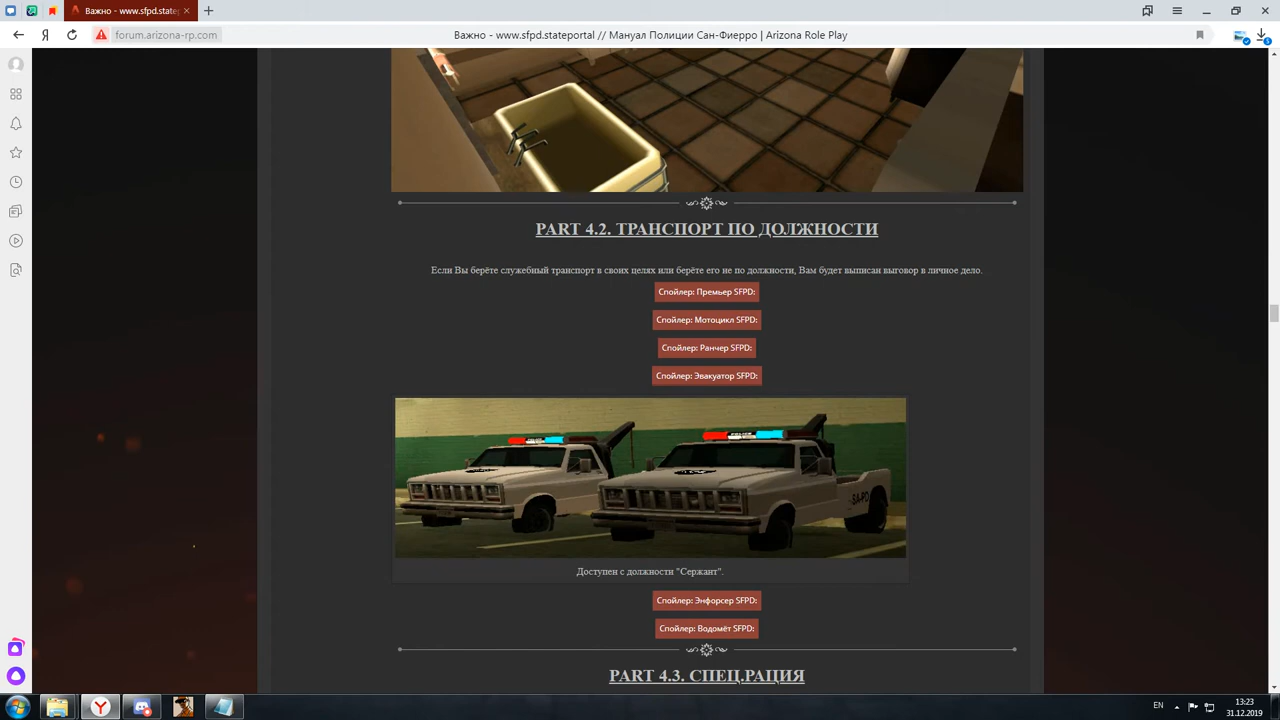 Важно - www.sfpd.statep
forum.arizona-rp.com
Важно - www.sfpd.stateportal // Мануал Полиции Сан-Фиерро | Arizona Role Play
PART 4.2. ТРАНСПОРТ ПО ДОЛЖНОСТИ
Если Вы берёте служебный транспорт в своих целях или берёте его не по должности, Вам будет выписан выговор в личное дело.
Спойлер: Премьер SFPD:
Спойлер: Мотоцикл SFPD:
Спойлер: Ранчер SFPD:
Спойлер: Эвакуатор SFPD:
Доступен с должности "Сержант".
Спойлер: Энфорсер SFPD:
Спойлер: Водомёт SFPD:
PART 4.3. СПЕЦ.РАЦИЯ
EN
13:23
31.12.2019